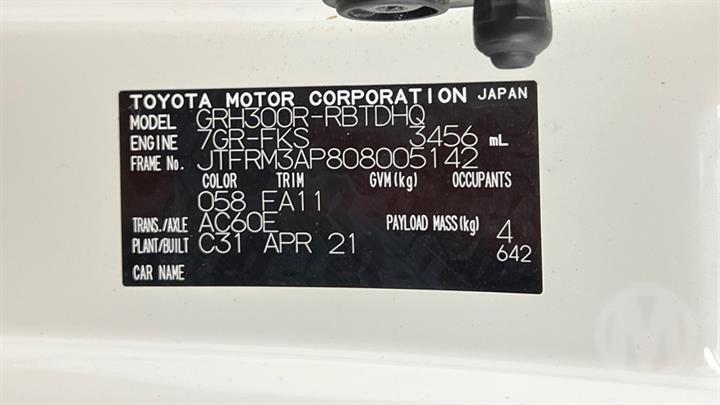 TOYOTA MOTOR CORPORATION JAPAN
MODEL GRH300R-RBTDHQ
ENGINE 7GR-FKS 3456 mL
FRAME No. JTFRM3AP808005142
COLOR TRIM GVM(kg) OCCUPANTS
058 FA11
TRANS./AXLE AC60E PAYLOAD MASS(kg) 4
PLANT/BUILT C31 APR 21 642
CAR NAME